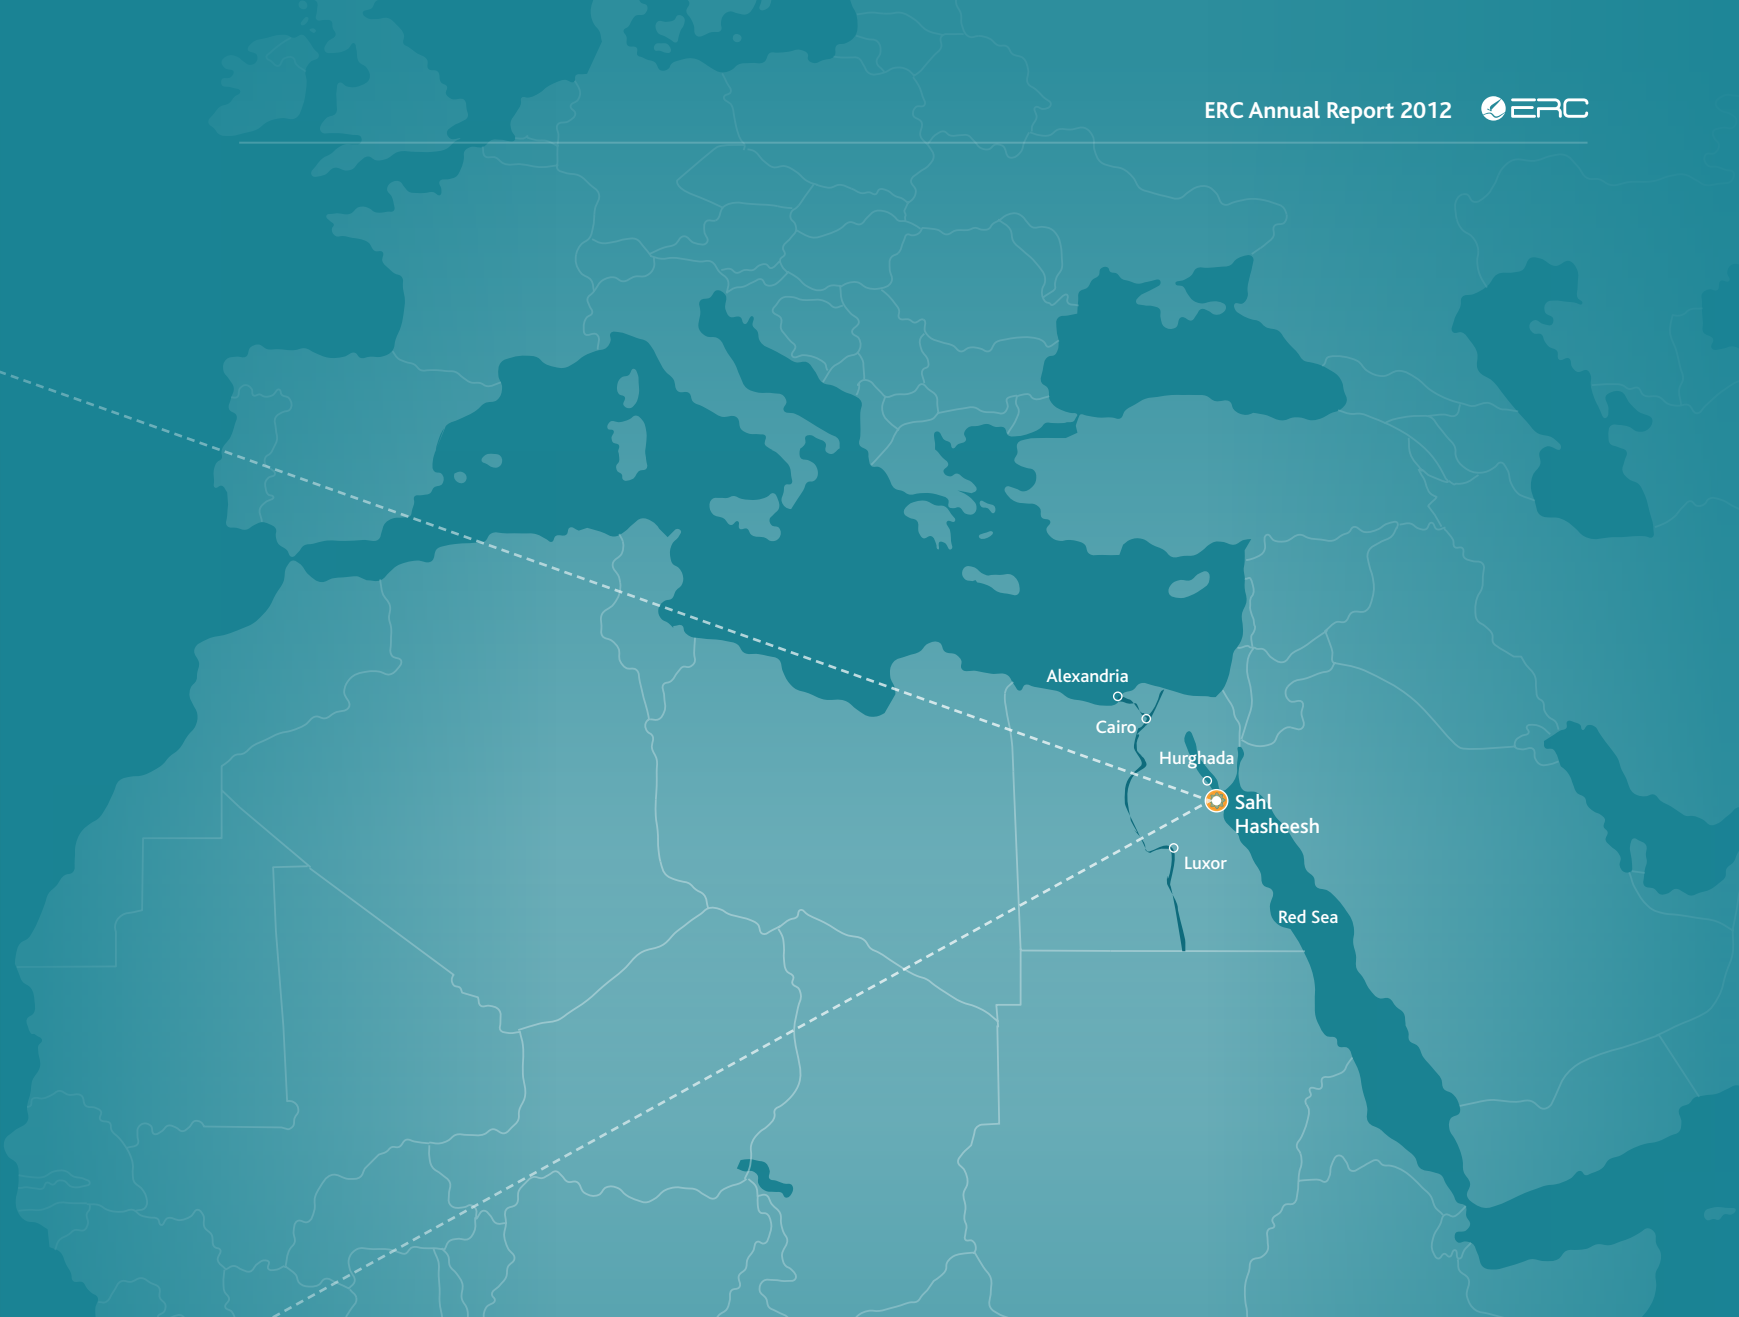 ERC Annual Report 2012 ERC
Alexandria
Cairo
Hurghada
Sahl
Hasheesh
Luxor
Red Sea